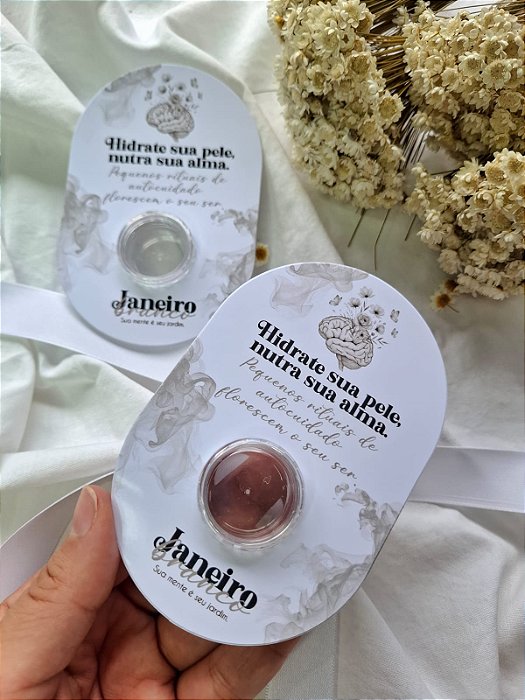 Hidrate sua pele,
nutra sua alma.
Pequenos rituais de
autocuidado
florescem o seu ser.
Janeiro
branco
Sua mente é seu jardim.
Hidrate sua pele,
nutra sua alma.
Pequenos rituais de
autocuidado
florescem o seu ser.
Janeiro
branco
Sua mente é seu jardim.